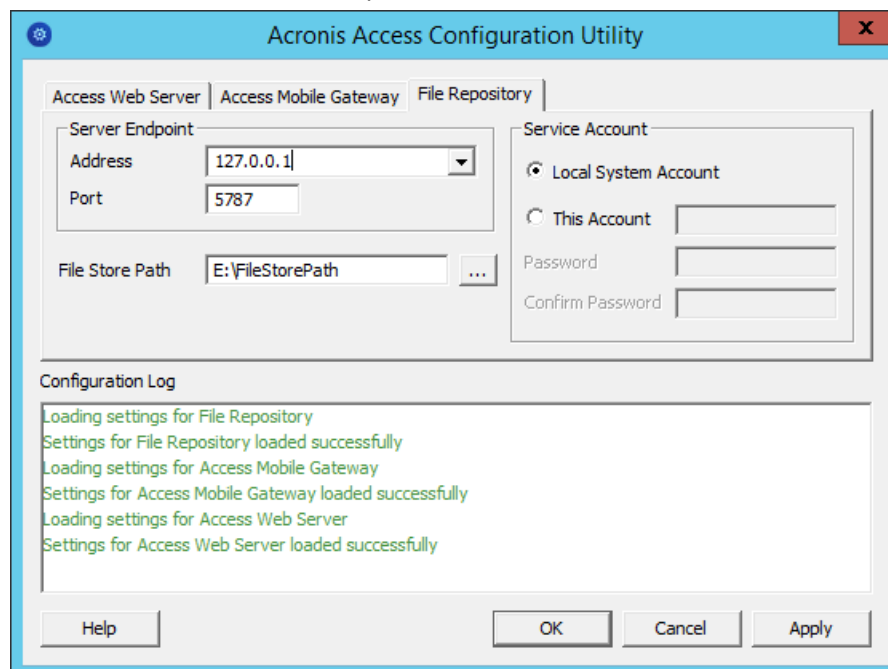 Acronis Access Configuration Utility
x
Access Web Server Access Mobile Gateway File Repository
Server Endpoint
Address 127.0.0.1
Port 5787
File Store Path E:\FileStorePath ...
Service Account
Local System Account
This Account
Password
Confirm Password
Configuration Log
Loading settings for File Repository
Settings for File Repository loaded successfully
Loading settings for Access Mobile Gateway
Settings for Access Mobile Gateway loaded successfully
Loading settings for Access Web Server
Settings for Access Web Server loaded successfully
Help OK Cancel Apply